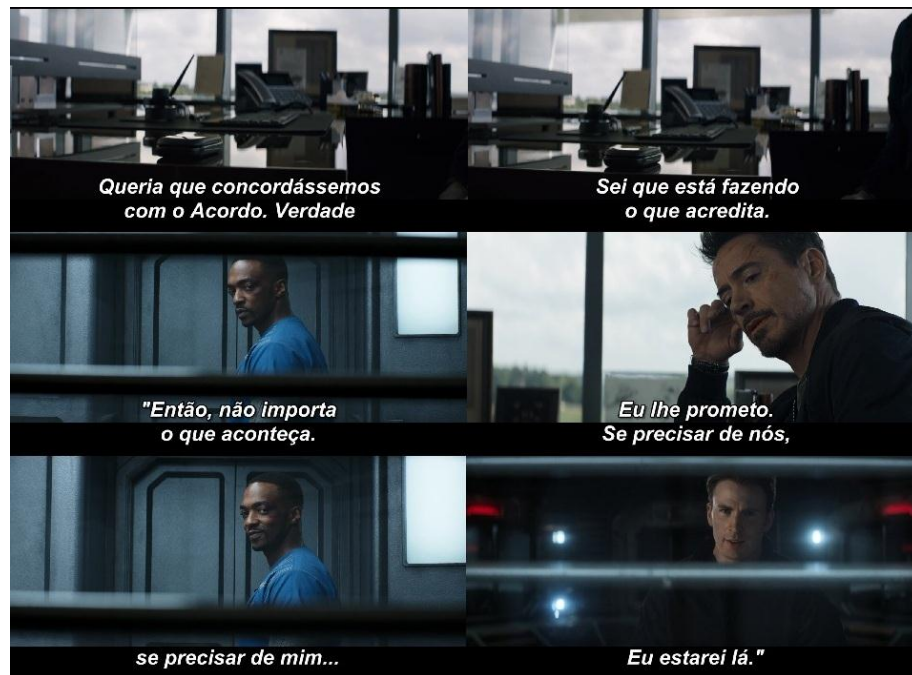 Queria que concordássemos
com o Acordo. Verdade
Sei que está fazendo
o que acredita.
"Então, não importa
o que aconteça.
Eu lhe prometo.
Se precisar de nós,
se precisar de mim...
Eu estarei lá."